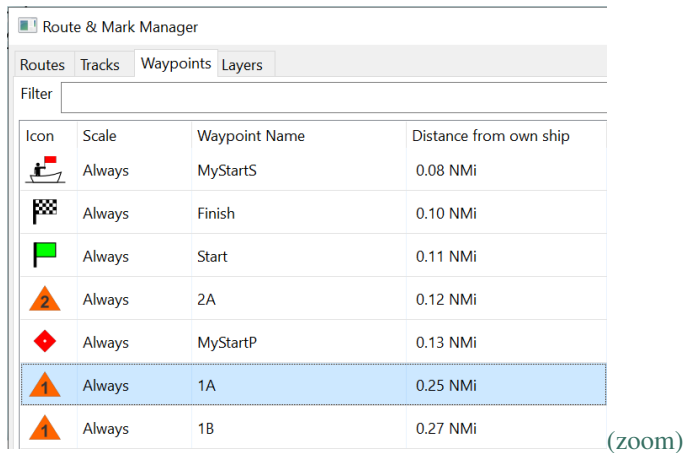 Route & Mark Manager
Routes Tracks Waypoints Layers
Filter
Icon Scale Waypoint Name Distance from own ship
Always MyStartS 0.08 NMi
Always Finish 0.10 NMi
Always Start 0.11 NMi
2 Always 2A 0.12 NMi
Always MyStartP 0.13 NMi
1 Always 1A 0.25 NMi
1 Always 1B 0.27 NMi
(zoom)